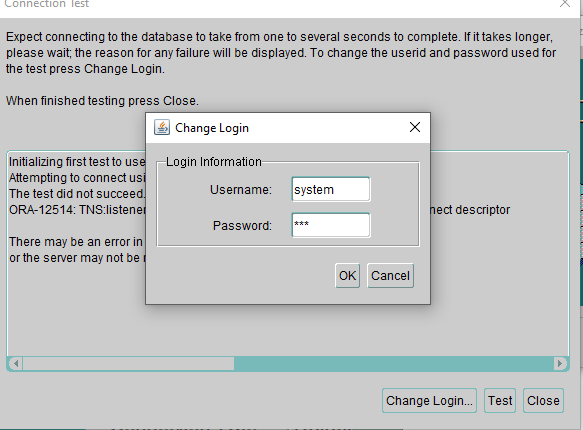 Connection Test
Expect connecting to the database to take from one to several seconds to complete. If it takes longer,
please wait; the reason for any failure will be displayed. To change the userid and password used for
the test press Change Login.
When finished testing press Close.
Change Login
Initializing first test to use
Login Information
Attempting to connect usi
The test did not succeed.
Username: system
ORA-12514: TNS:listener nect descriptor
Password: ***
There may be an error in
or the server may not be
OK Cancel
Change Login... Test Close